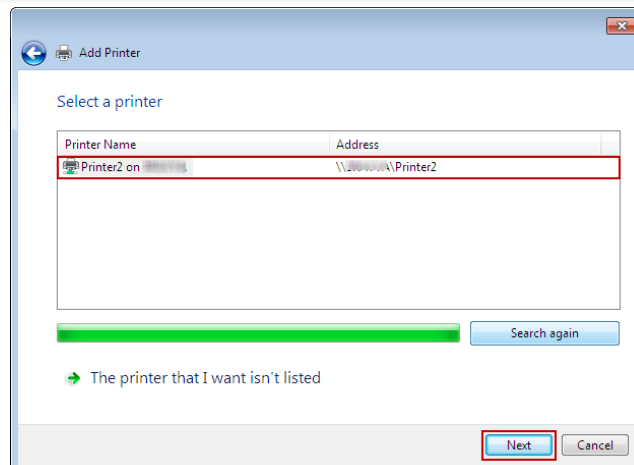 Add Printer
Select a printer
Printer Name Address
Printer2 on \\ \Printer2
Search again
The printer that I want isn't listed
Next Cancel